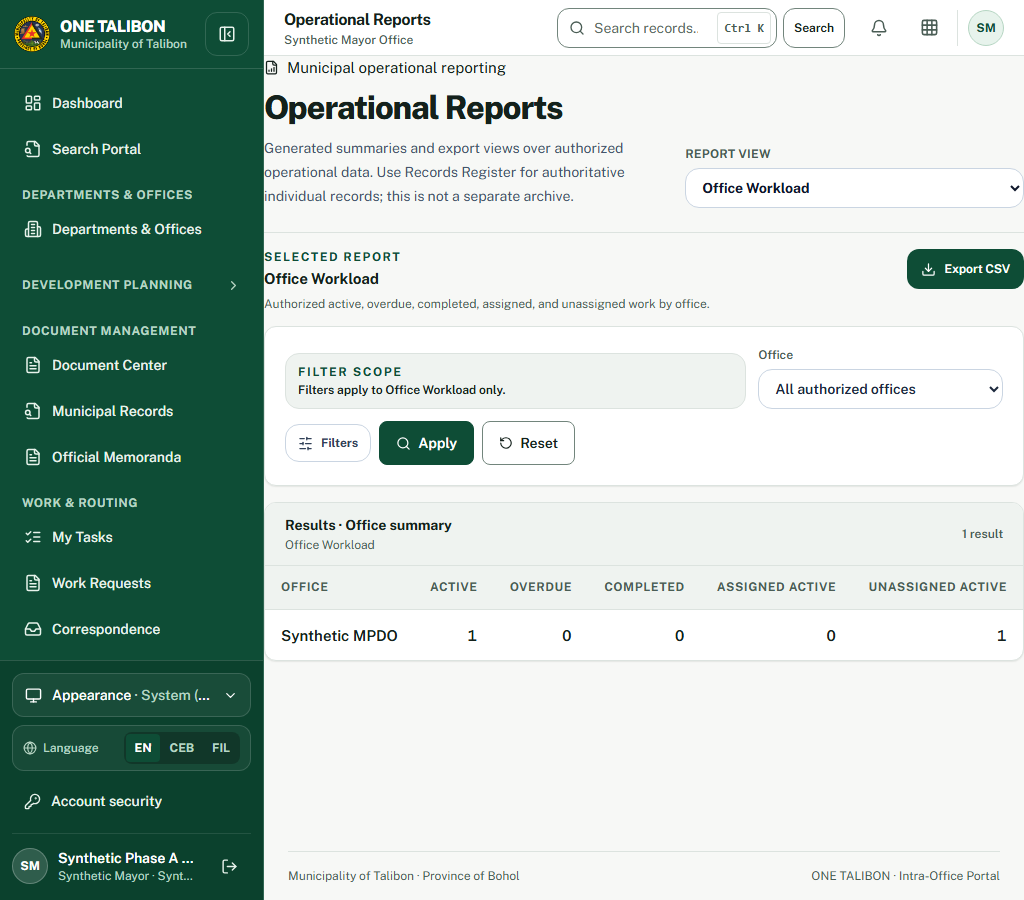 ONE TALIBON
Municipality of Talibon
Dashboard
Search Portal
DEPARTMENTS & OFFICES
Departments & Offices
DEVELOPMENT PLANNING
DOCUMENT MANAGEMENT
Document Center
Municipal Records
Official Memoranda
WORK & ROUTING
My Tasks
Work Requests
Correspondence
Appearance · System (...
Language EN CEB FIL
Account security
SM Synthetic Phase A ...
Synthetic Mayor · Synt...
Operational Reports
Synthetic Mayor Office
Search records.. Ctrl K Search SM
Municipal operational reporting
Operational Reports
Generated summaries and export views over authorized
operational data. Use Records Register for authoritative
individual records; this is not a separate archive.
REPORT VIEW
Office Workload
SELECTED REPORT
Office Workload
Authorized active, overdue, completed, assigned, and unassigned work by office.
Export CSV
FILTER SCOPE
Filters apply to Office Workload only.
Office
All authorized offices
Filters Apply Reset
Results · Office summary
Office Workload
1 result
OFFICE ACTIVE OVERDUE COMPLETED ASSIGNED ACTIVE UNASSIGNED ACTIVE
Synthetic MPDO 1 0 0 0 1
Municipality of Talibon · Province of Bohol
ONE TALIBON · Intra-Office Portal